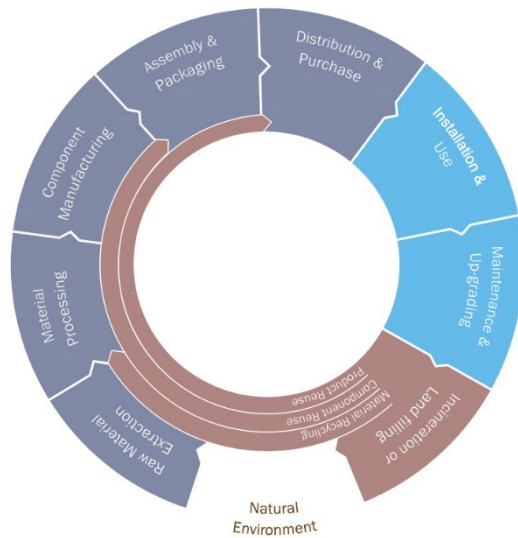 Assembly &
Packaging
Distribution &
Purchase
Installation &
Use
Maintenance &
Up-grading
Incineration or
Land filling
Product Reuse
Component Reuse
Material Recycling
Natural
Environment
Raw Material
Extraction
Material
Processing
Component
Manufacturing